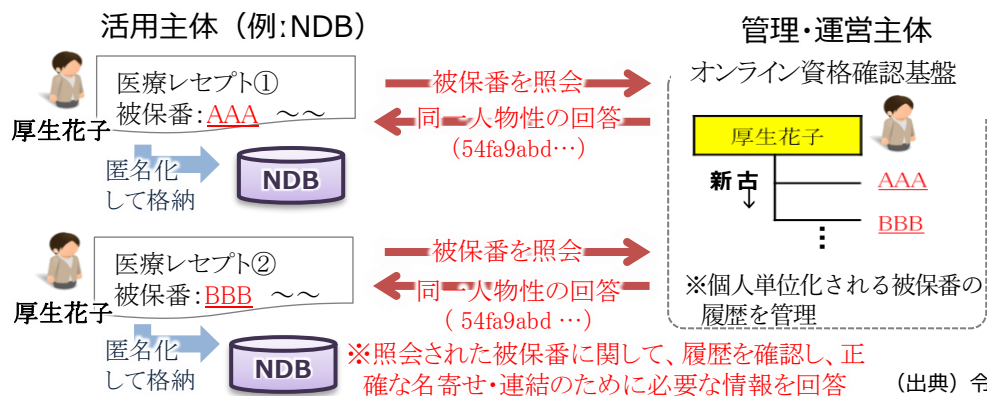 活用主体（例:NDB）
医療レセプト①
被保番:AAA ～～
厚生花子
匿名化
して格納
NDB
被保番を照会
同一人物性の回答
(54fa9abd…)
管理・運営主体
オンライン資格確認基盤
厚生花子
新古
↓
AAA
BBB
⋮
※個人単位化される被保番の
履歴を管理
医療レセプト②
被保番:BBB ～～
厚生花子
匿名化
して格納
NDB
被保番を照会
同一人物性の回答
( 54fa9abd …)
※照会された被保番に関して、履歴を確認し、正
確な名寄せ・連結のために必要な情報を回答
（出典）令